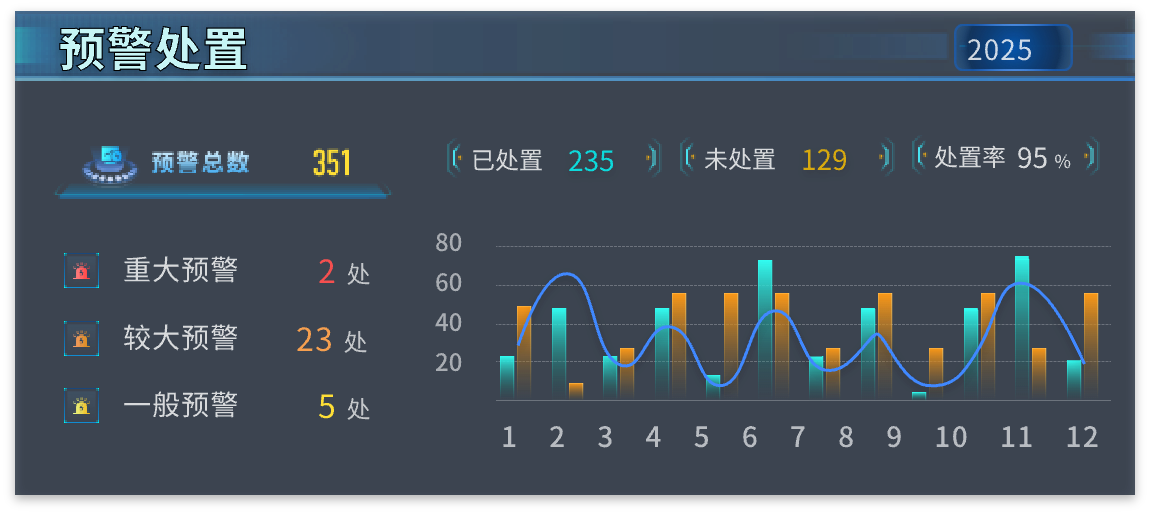 预警处置
2025
预警总数 351
已处置 235
未处置 129
处置率 95 %
重大预警 2 处
较大预警 23 处
一般预警 5 处
80
60
40
20
1 2 3 4 5 6 7 8 9 10 11 12